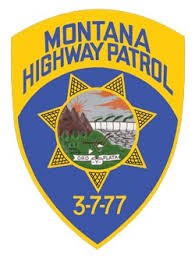 MONTANA
HIGHWAY PATROL
ORO Y PLATA
3-7-77